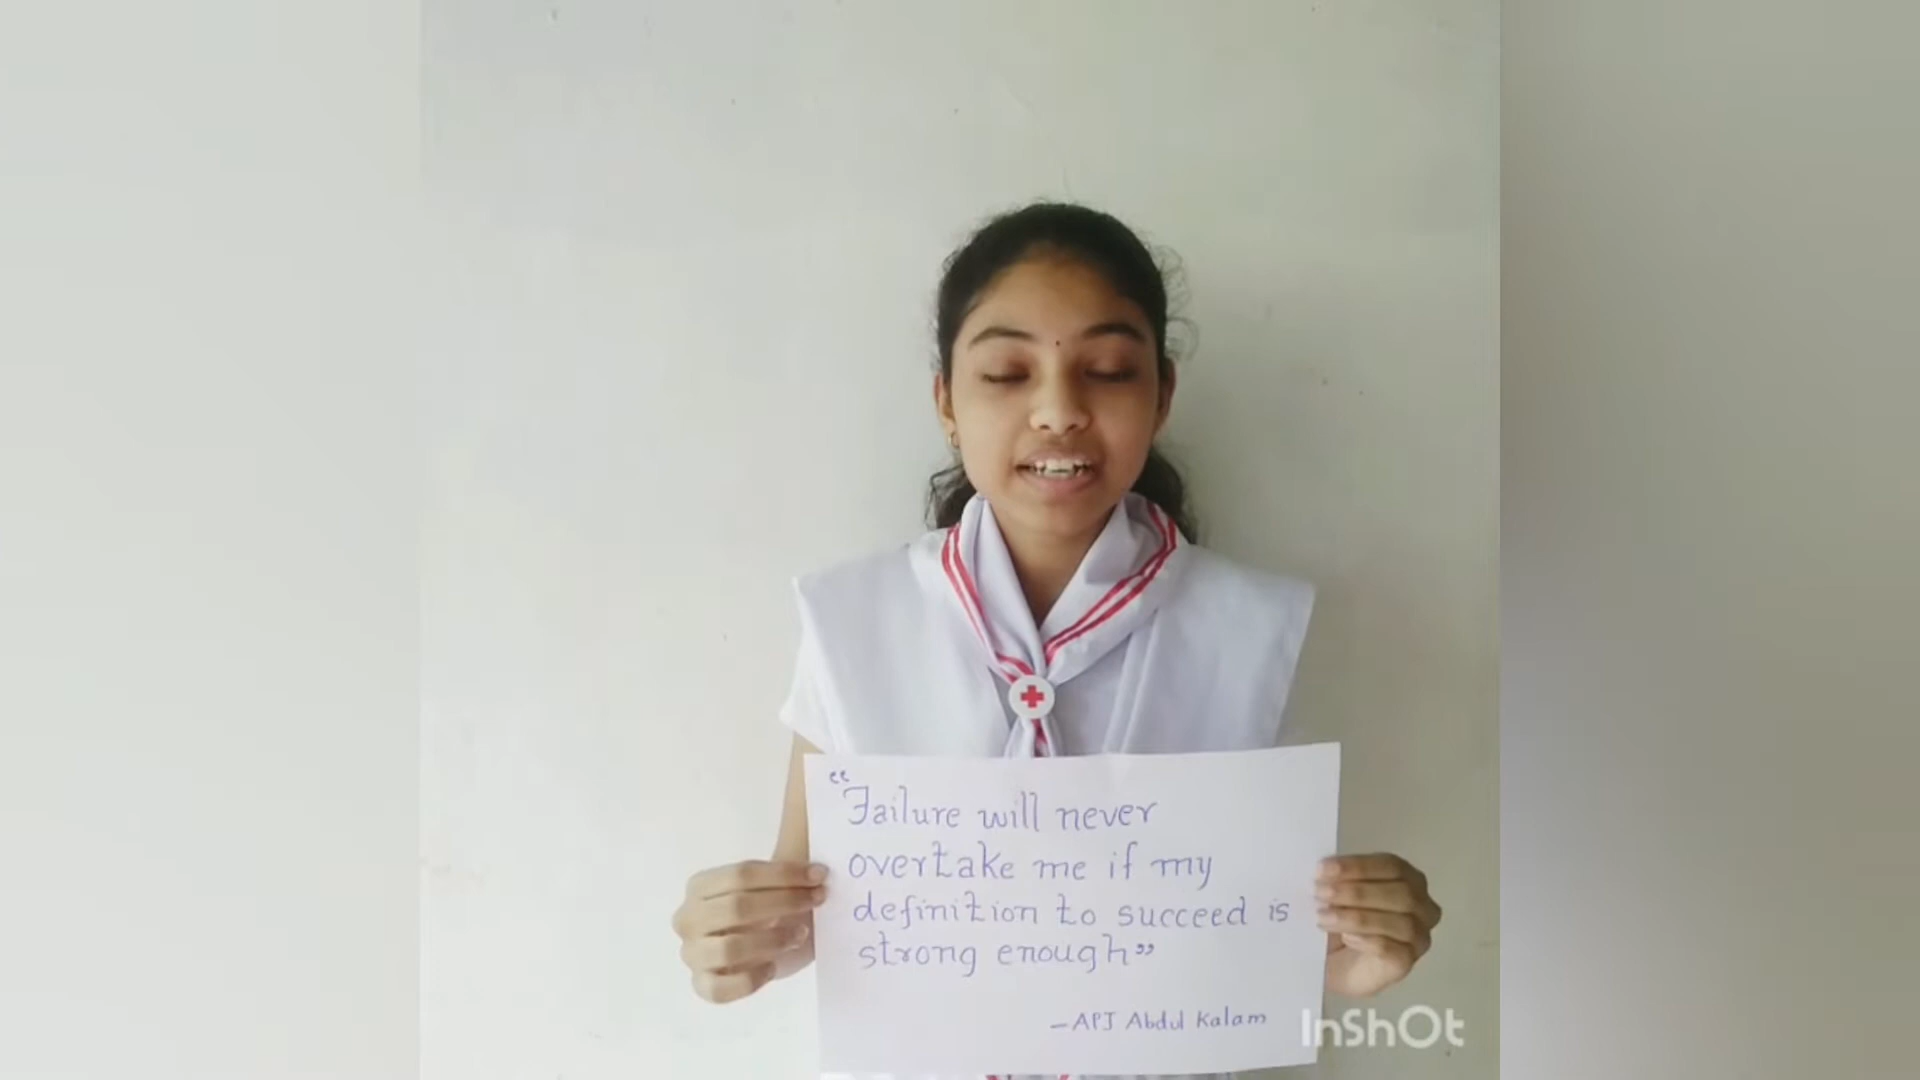 “Failure will never
overtake me if my
definition to succeed is
strong enough”
—APJ Abdul Kalam
InShOt